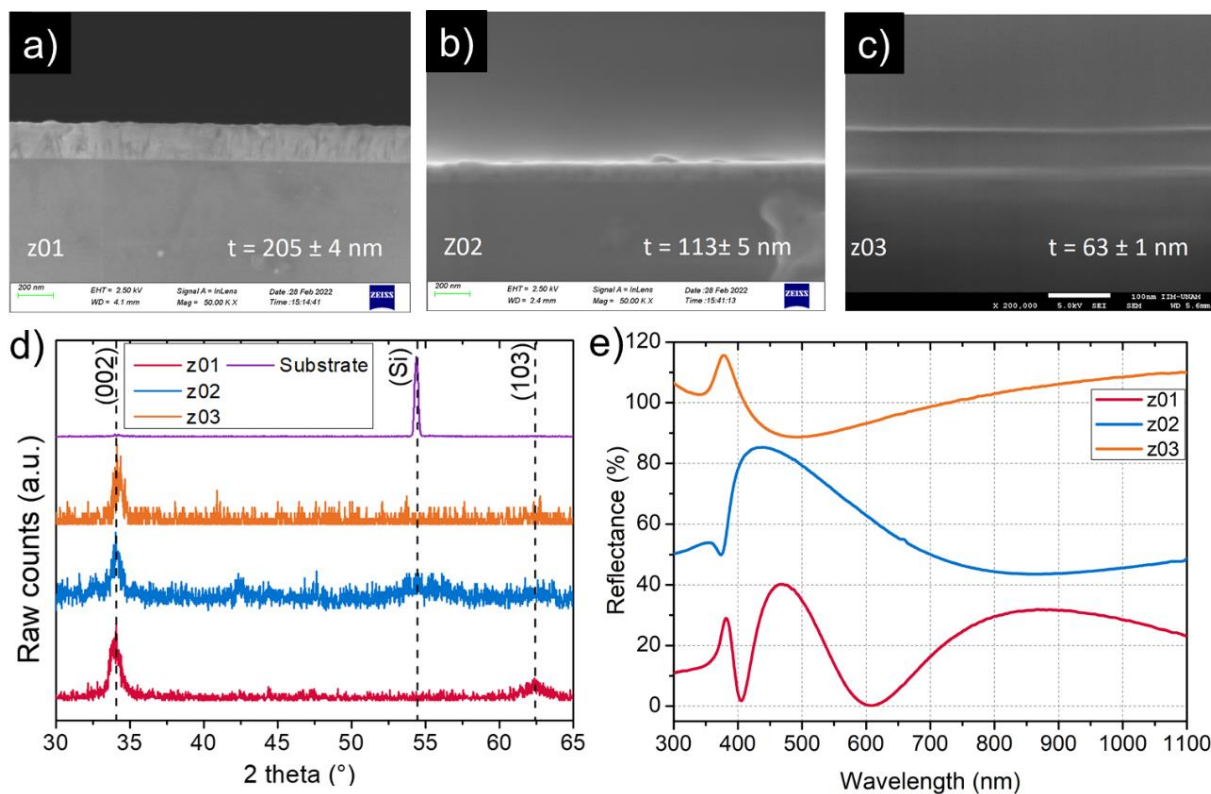 a)
z01
t = 205 ± 4 nm
200 nm
EHT = 2.50 kV
WD = 4.1 mm
Signal A = InLens
Mag = 50.00 K X
Date :28 Feb 2022
Time :15:14:41
ZEISS
b)
Z02
t = 113± 5 nm
200 nm
EHT = 2.50 kV
WD = 2.4 mm
Signal A = InLens
Mag = 50.00 K X
Date :28 Feb 2022
Time :15:41:13
ZEISS
c)
z03
t = 63 ± 1 nm
100nm IIM-UNAM
X 200,000 5.0kV SEI SEM WD 5.6mm
d)
(002)
z01
Substrate
z02
z03
(Si)
(103)
Raw counts (a.u.)
30 35 40 45 50 55 60 65
2 theta (°)
e)
120
100
80
60
40
20
0
Reflectance (%)
z01
z02
z03
300 400 500 600 700 800 900 1000 1100
Wavelength (nm)